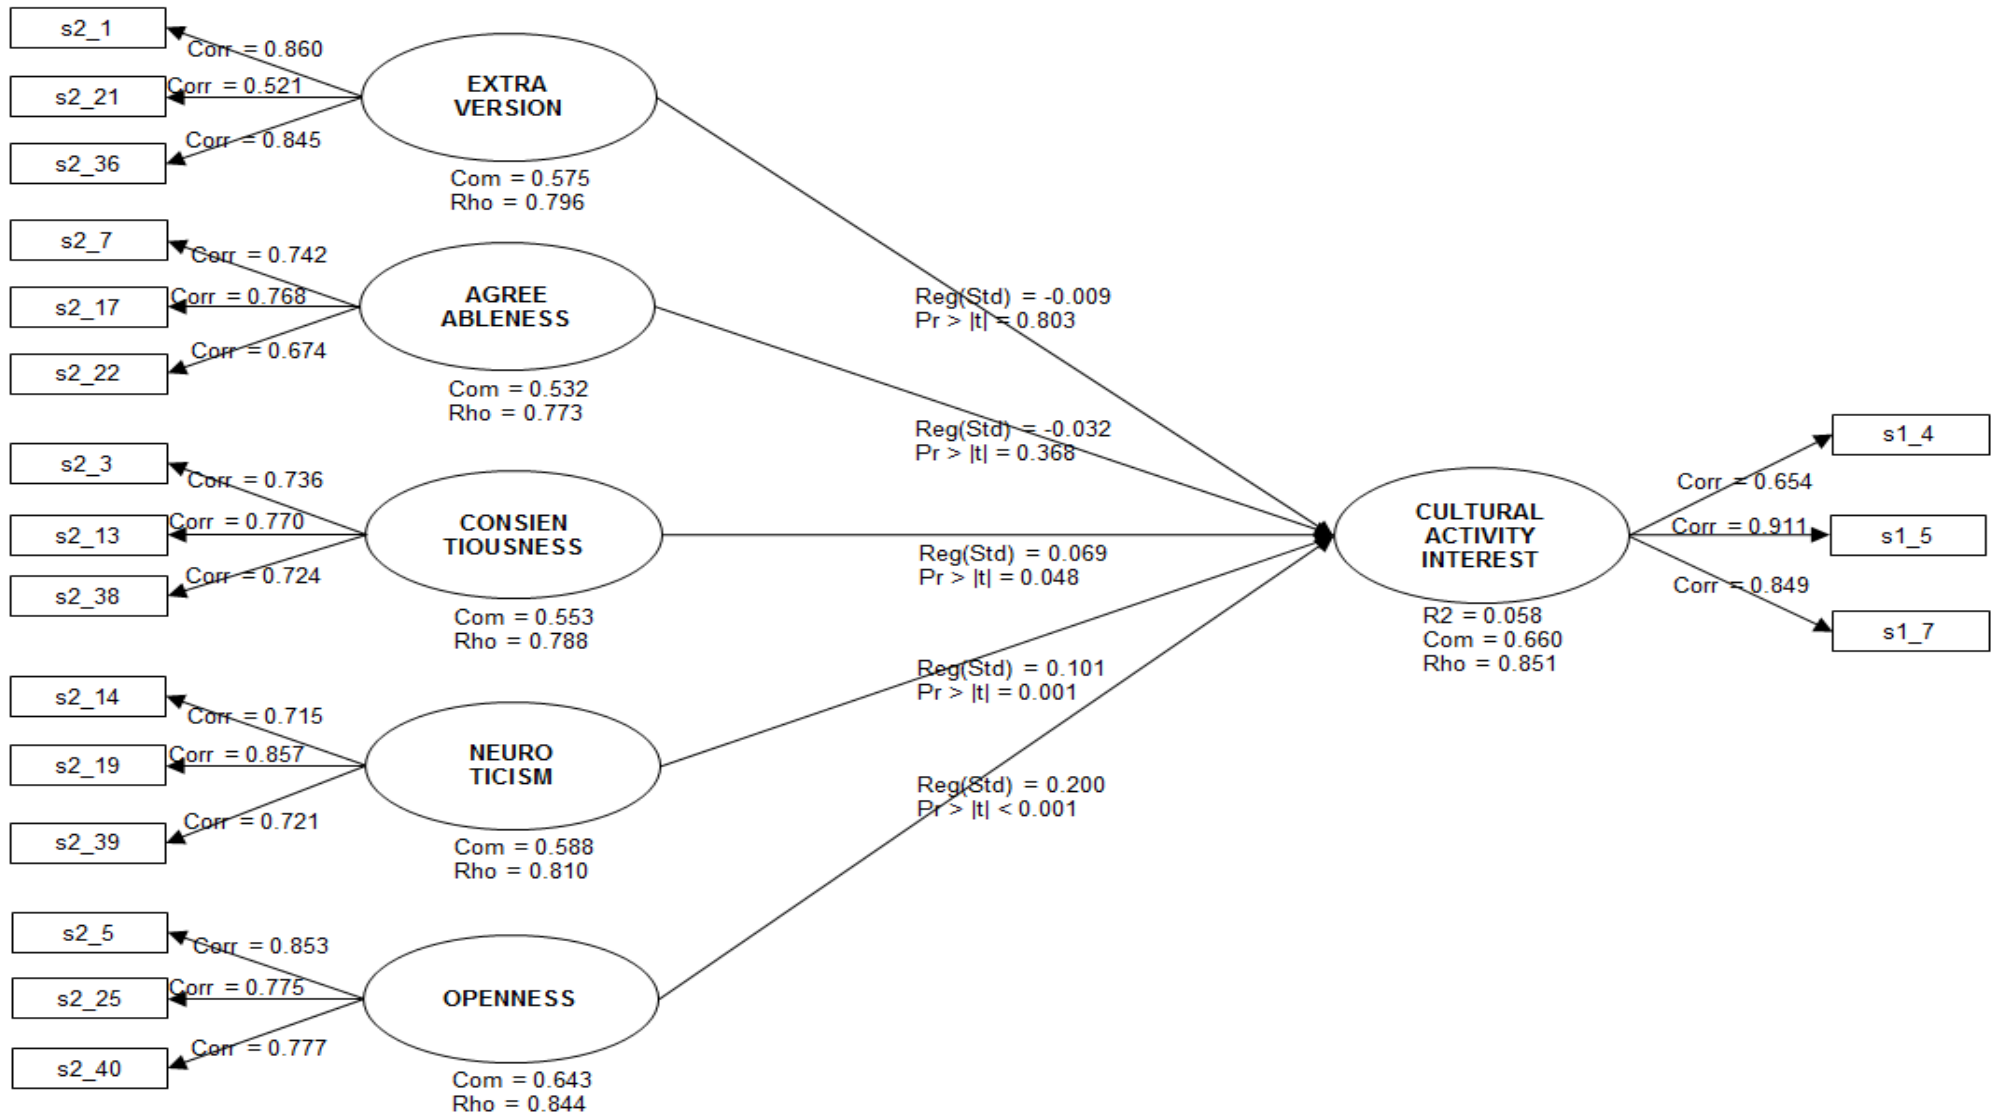 s2_1
Corr = 0.860
s2_21
Corr = 0.521
s2_36
Corr = 0.845
EXTRA
VERSION
Com = 0.575
Rho = 0.796
s2_7
Corr = 0.742
s2_17
Corr = 0.768
s2_22
Corr = 0.674
AGREE
ABLENESS
Com = 0.532
Rho = 0.773
s2_3
Corr = 0.736
s2_13
Corr = 0.770
s2_38
Corr = 0.724
CONSIEN
TIOUSNESS
Com = 0.553
Rho = 0.788
s2_14
Corr = 0.715
s2_19
Corr = 0.857
s2_39
Corr = 0.721
NEURO
TICISM
Com = 0.588
Rho = 0.810
s2_5
Corr = 0.853
s2_25
Corr = 0.775
s2_40
Corr = 0.777
OPENNESS
Com = 0.643
Rho = 0.844
Reg(Std) = -0.009
Pr > |t| = 0.803
Reg(Std) = -0.032
Pr > |t| = 0.368
Reg(Std) = 0.069
Pr > |t| = 0.048
Reg(Std) = 0.101
Pr > |t| = 0.001
Reg(Std) = 0.200
Pr > |t| < 0.001
CULTURAL
ACTIVITY
INTEREST
R2 = 0.058
Com = 0.660
Rho = 0.851
s1_4
Corr = 0.654
s1_5
Corr = 0.911
s1_7
Corr = 0.849